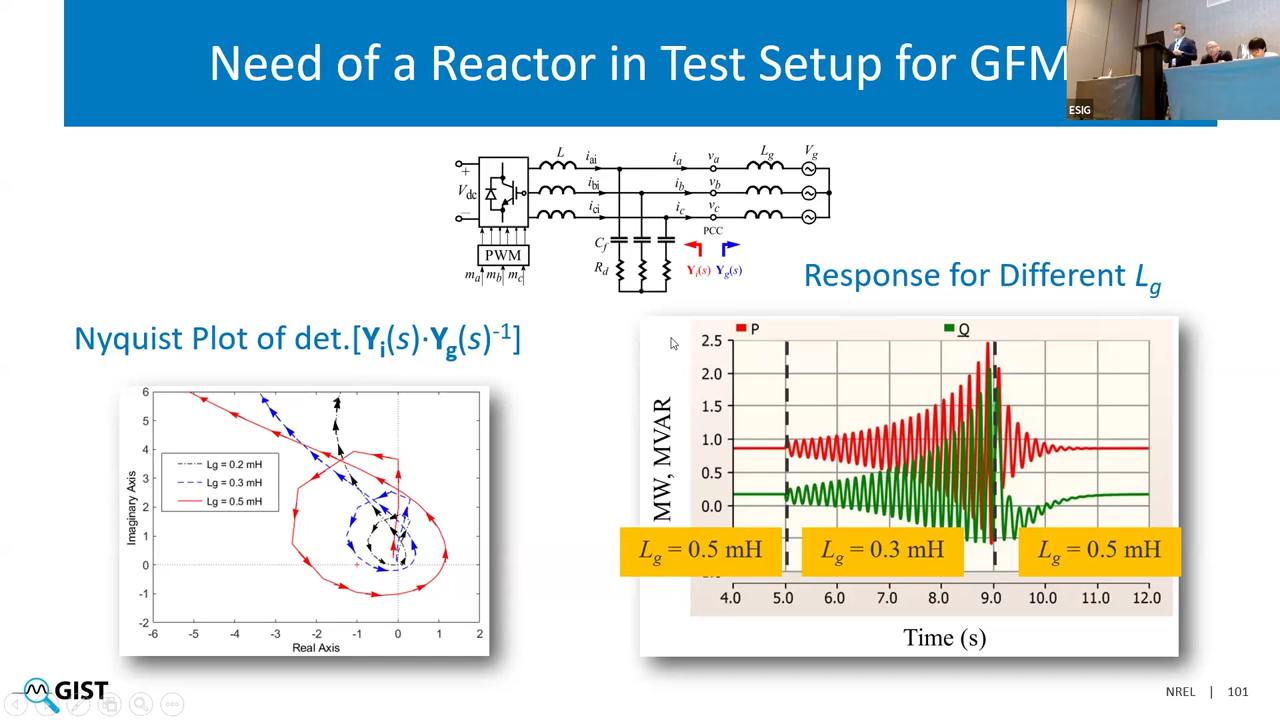 Need of a Reactor in Test Setup for GFM
ESIG
L
iai
ia
va
Lg
Vg
+
Vdc
–
ibi
ib
vb
ici
ic
vc
PCC
PWM
Cf
Rd
Yi(s)
Yg(s)
ma
mb
mc
Response for Different Lg
Nyquist Plot of det.[Yi(s)·Yg(s)-1]
P
Q
2.5
2.0
1.5
1.0
0.5
0.0
MW, MVAR
Lg = 0.5 mH
Lg = 0.3 mH
Lg = 0.5 mH
4.0 5.0 6.0 7.0 8.0 9.0 10.0 11.0 12.0
Time (s)
6
5
4
3
2
1
0
-1
-2
Imaginary Axis
Lg = 0.2 mH
Lg = 0.3 mH
Lg = 0.5 mH
-6 -5 -4 -3 -2 -1 0 1 2
Real Axis
GIST
NREL | 101